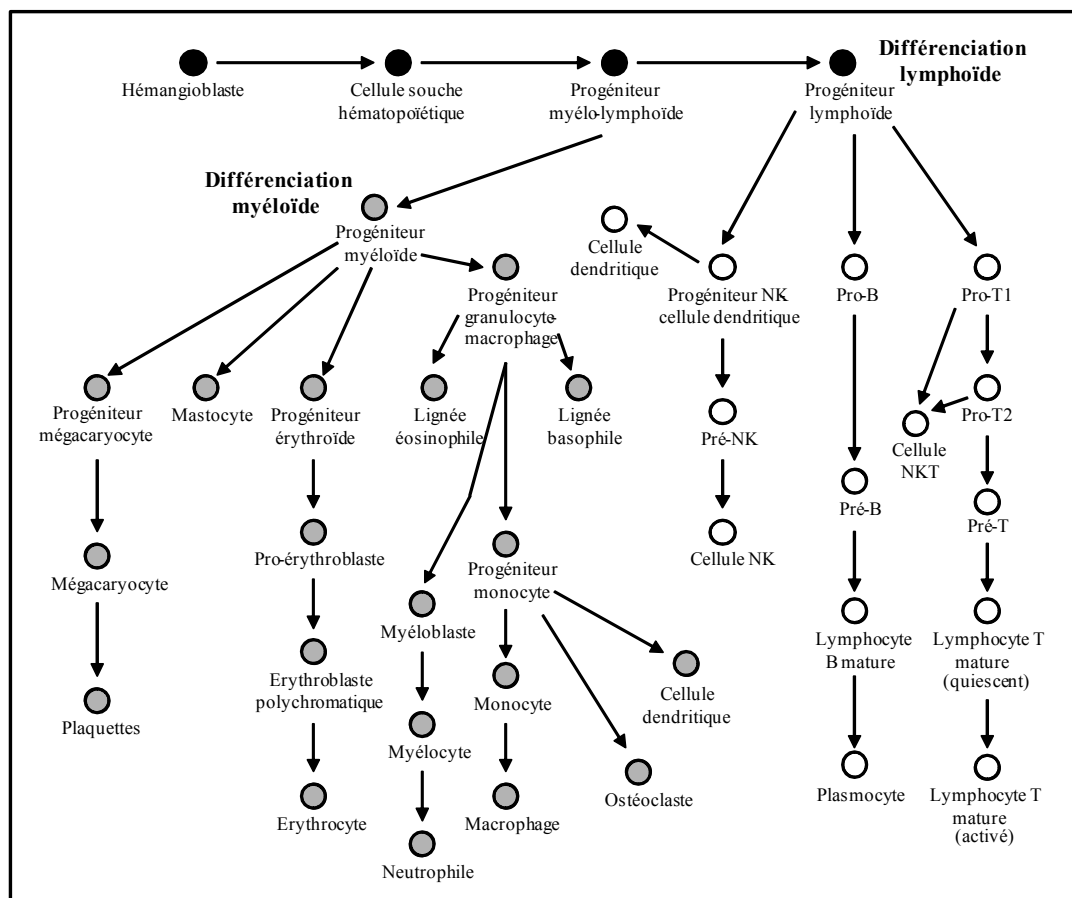 Différenciation
lymphoïde
Hémangioblaste
Cellule souche
hématopoïétique
Progéniteur
myélo-lymphoïde
Progéniteur
lymphoïde
Différenciation
myéloïde
Progéniteur
myéloïde
Cellule
dendritique
Progéniteur
granulocyte-
macrophage
Progéniteur NK
cellule dendritique
Pro-B
Pro-T1
Progéniteur
mégacaryocyte
Mastocyte
Progéniteur
érythroïde
Lignée
éosinophile
Lignée
basophile
Pré-NK
Pro-T2
Cellule
NKT
Pré-B
Pré-T
Mégacaryocyte
Pro-érythroblaste
Progéniteur
monocyte
Cellule NK
Myéloblaste
Lymphocyte
B mature
Lymphocyte T
mature
(quiescent)
Plaquettes
Erythroblaste
polychromatique
Monocyte
Cellule
dendritique
Myélocyte
Ostéoclaste
Plasmocyte
Lymphocyte T
mature
(activé)
Erythrocyte
Macrophage
Neutrophile